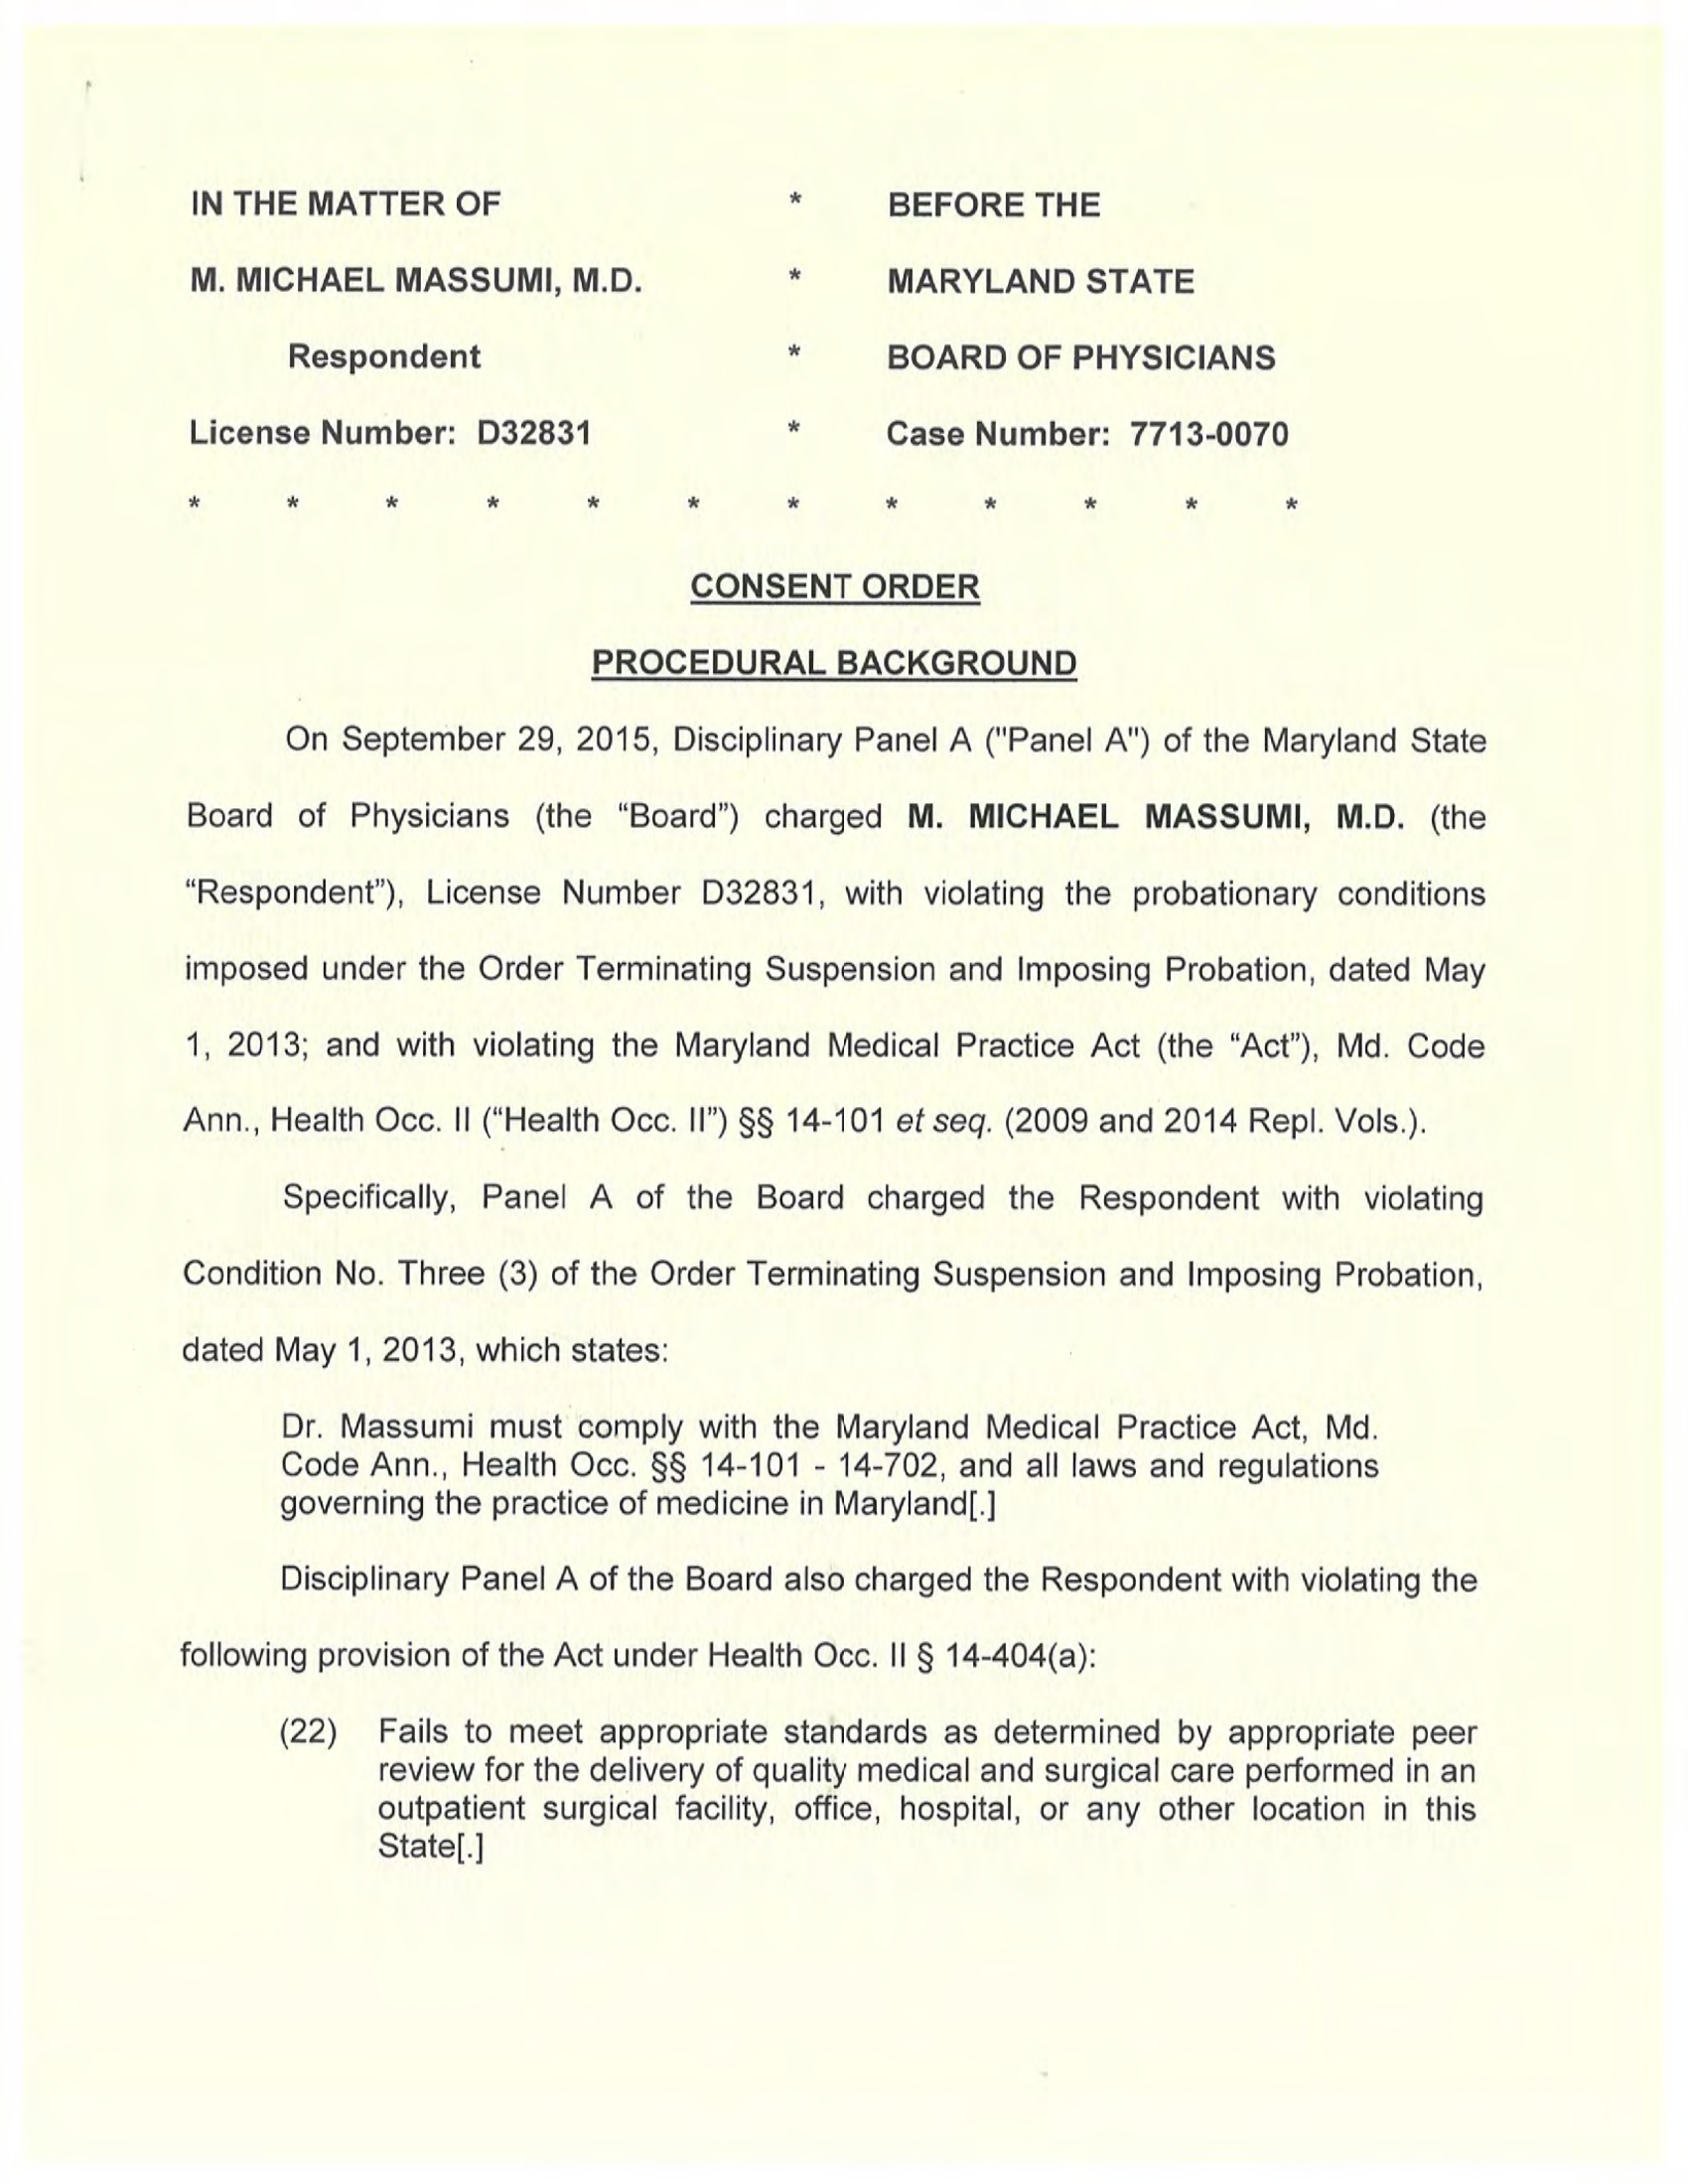 IN THE MATTER OF * BEFORE THE
M. MICHAEL MASSUMI, M.D. * MARYLAND STATE
Respondent * BOARD OF PHYSICIANS
License Number: D32831 * Case Number: 7713-0070
* * * * * * * * * * * *
CONSENT ORDER
PROCEDURAL BACKGROUND
On September 29, 2015, Disciplinary Panel A ("Panel A") of the Maryland State
Board of Physicians (the “Board”) charged M. MICHAEL MASSUMI, M.D. (the
“Respondent”), License Number D32831, with violating the probationary conditions
imposed under the Order Terminating Suspension and Imposing Probation, dated May
1, 2013; and with violating the Maryland Medical Practice Act (the “Act”), Md. Code
Ann., Health Occ. II (“Health Occ. II”) §§ 14-101 et seq. (2009 and 2014 Repl. Vols.).
Specifically, Panel A of the Board charged the Respondent with violating
Condition No. Three (3) of the Order Terminating Suspension and Imposing Probation,
dated May 1, 2013, which states:
Dr. Massumi must comply with the Maryland Medical Practice Act, Md.
Code Ann., Health Occ. §§ 14-101 - 14-702, and all laws and regulations
governing the practice of medicine in Maryland[.]
Disciplinary Panel A of the Board also charged the Respondent with violating the
following provision of the Act under Health Occ. II § 14-404(a):
(22) Fails to meet appropriate standards as determined by appropriate peer
review for the delivery of quality medical and surgical care performed in an
outpatient surgical facility, office, hospital, or any other location in this
State[.]